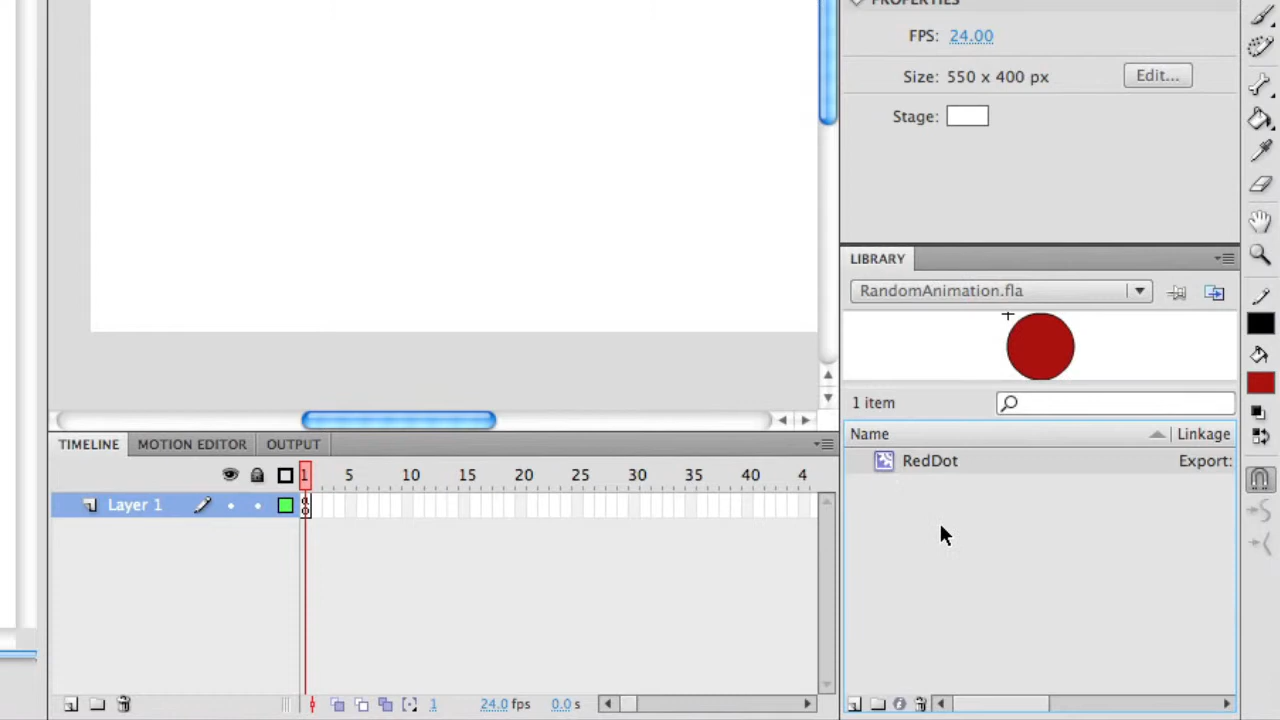 PROPERTIES
FPS: 24.00
Size: 550 x 400 px Edit...
Stage:
LIBRARY
RandomAnimation.fla
1 item
Name Linkage
RedDot Export:
TIMELINE MOTION EDITOR OUTPUT
1 5 10 15 20 25 30 35 40 4
Layer 1
1 24.0 fps 0.0 s